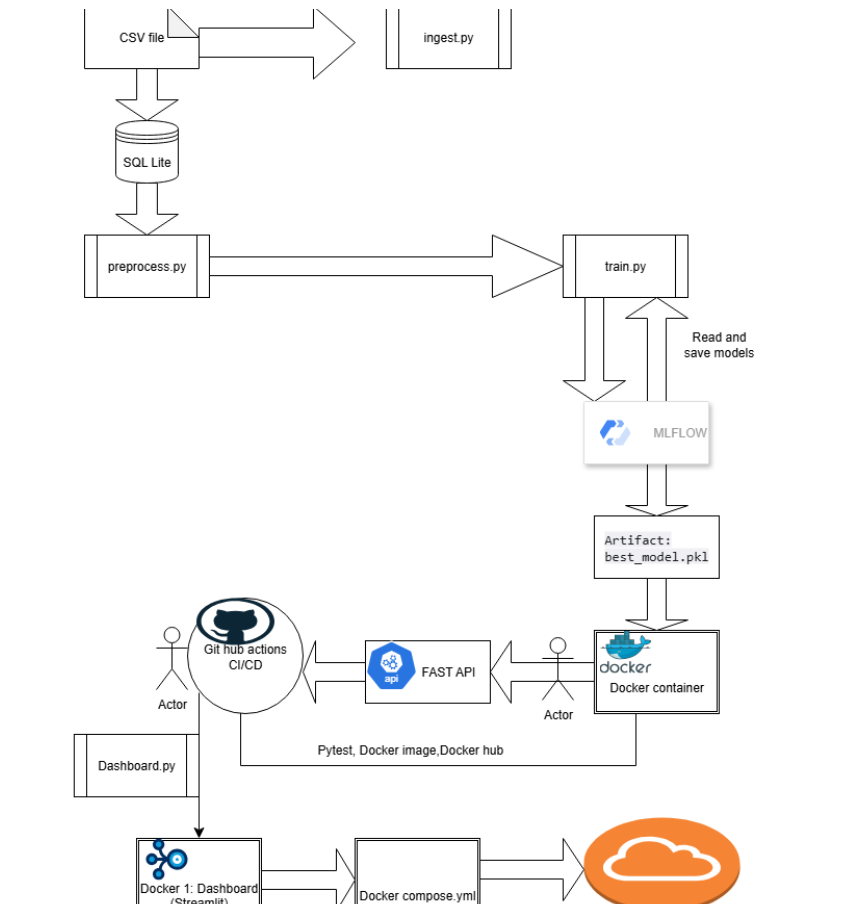 CSV file
ingest.py
SQL Lite
preprocess.py
train.py
Read and
save models
MLFLOW
Artifact:
best_model.pkl
Git hub actions
CI/CD
Actor
api
FAST API
Actor
docker
Docker container
Pytest, Docker image,Docker hub
Dashboard.py
Docker 1: Dashboard
(Streamlit)
Docker compose.yml